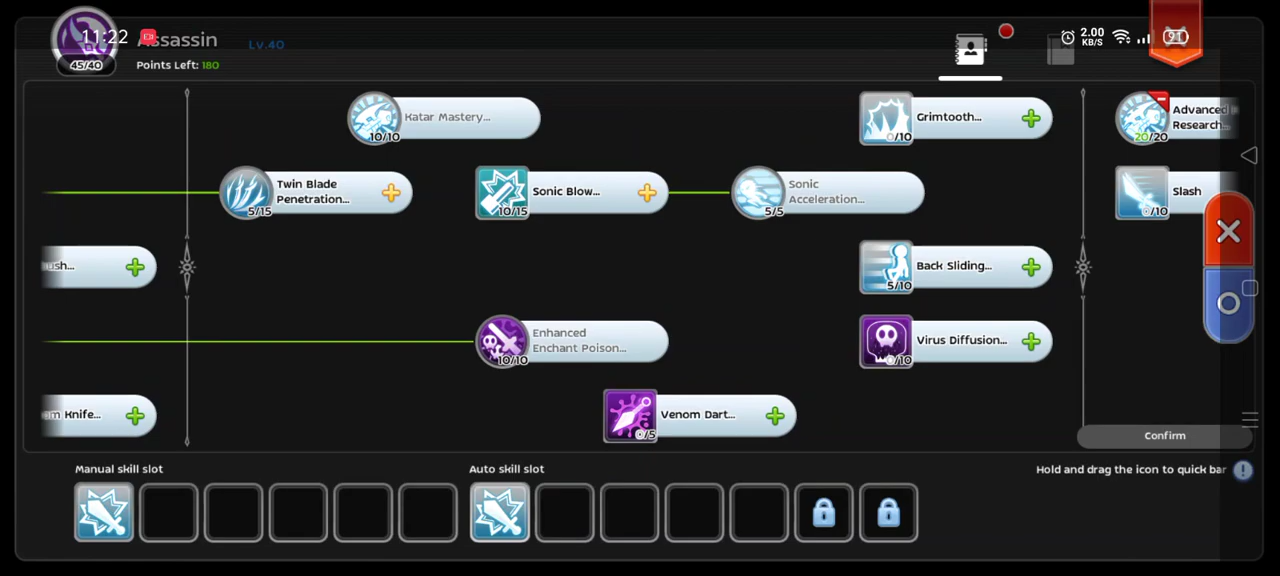 11:22
Assassin
Lv.40
2.00
KB/S
91
45/40
Points Left: 180
Katar Mastery...
10/10
Grimtooth...
0/10
Advanced
Research...
20/20
Twin Blade
Penetration...
5/15
Sonic Blow...
10/15
Sonic
Acceleration...
5/5
Slash
0/10
ush...
Back Sliding...
5/10
Enhanced
Enchant Poison...
10/10
Virus Diffusion...
0/10
om Knife...
Venom Dart...
0/5
Confirm
Manual skill slot
Auto skill slot
Hold and drag the icon to quick bar